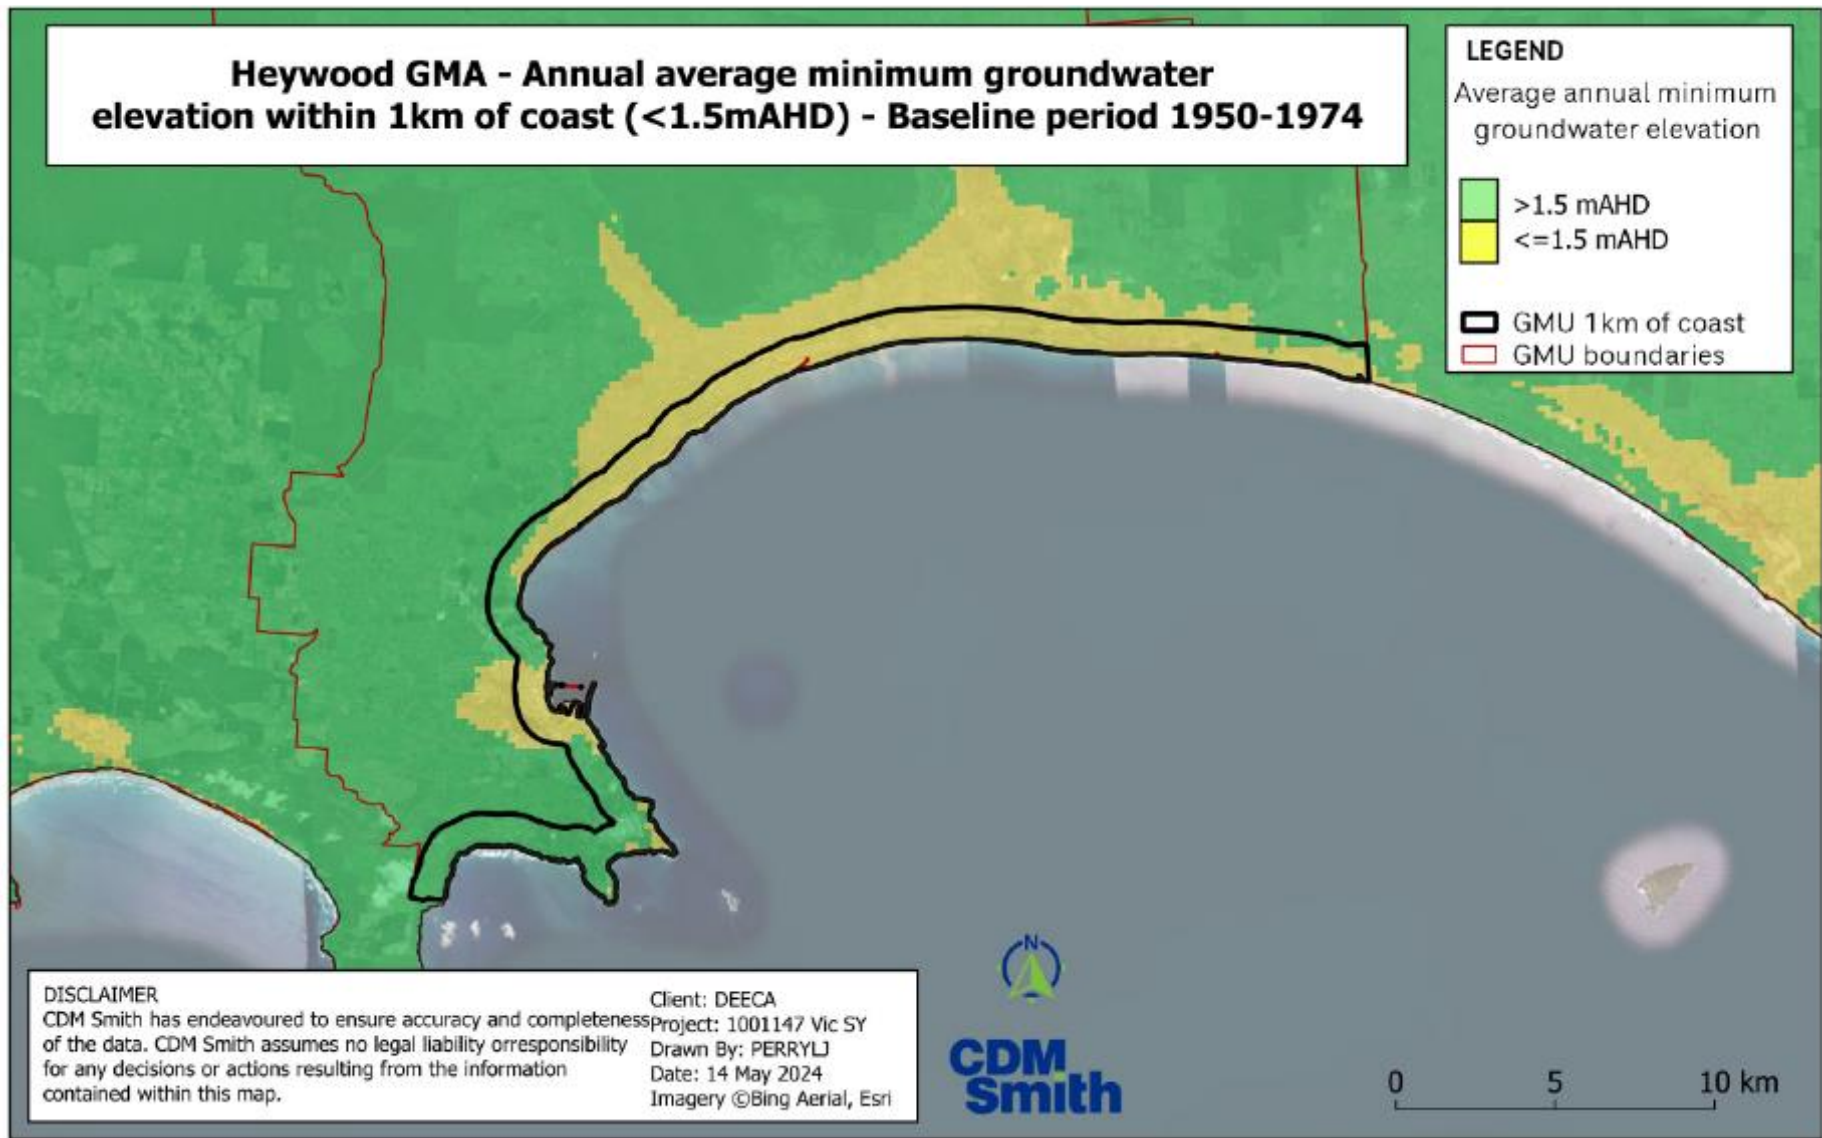 Heywood GMA - Annual average minimum groundwater
elevation within 1km of coast (<1.5mAHD) - Baseline period 1950-1974
LEGEND
Average annual minimum
groundwater elevation
>1.5 mAHD
<=1.5 mAHD
GMU 1km of coast
GMU boundaries
DISCLAIMER
CDM Smith has endeavoured to ensure accuracy and completeness
of the data. CDM Smith assumes no legal liability orresponsibility
for any decisions or actions resulting from the information
contained within this map.
Client: DEECA
Project: 1001147 Vic SY
Drawn By: PERRYLJ
Date: 14 May 2024
Imagery ©Bing Aerial, Esri
N
CDM
Smith
0 5 10 km